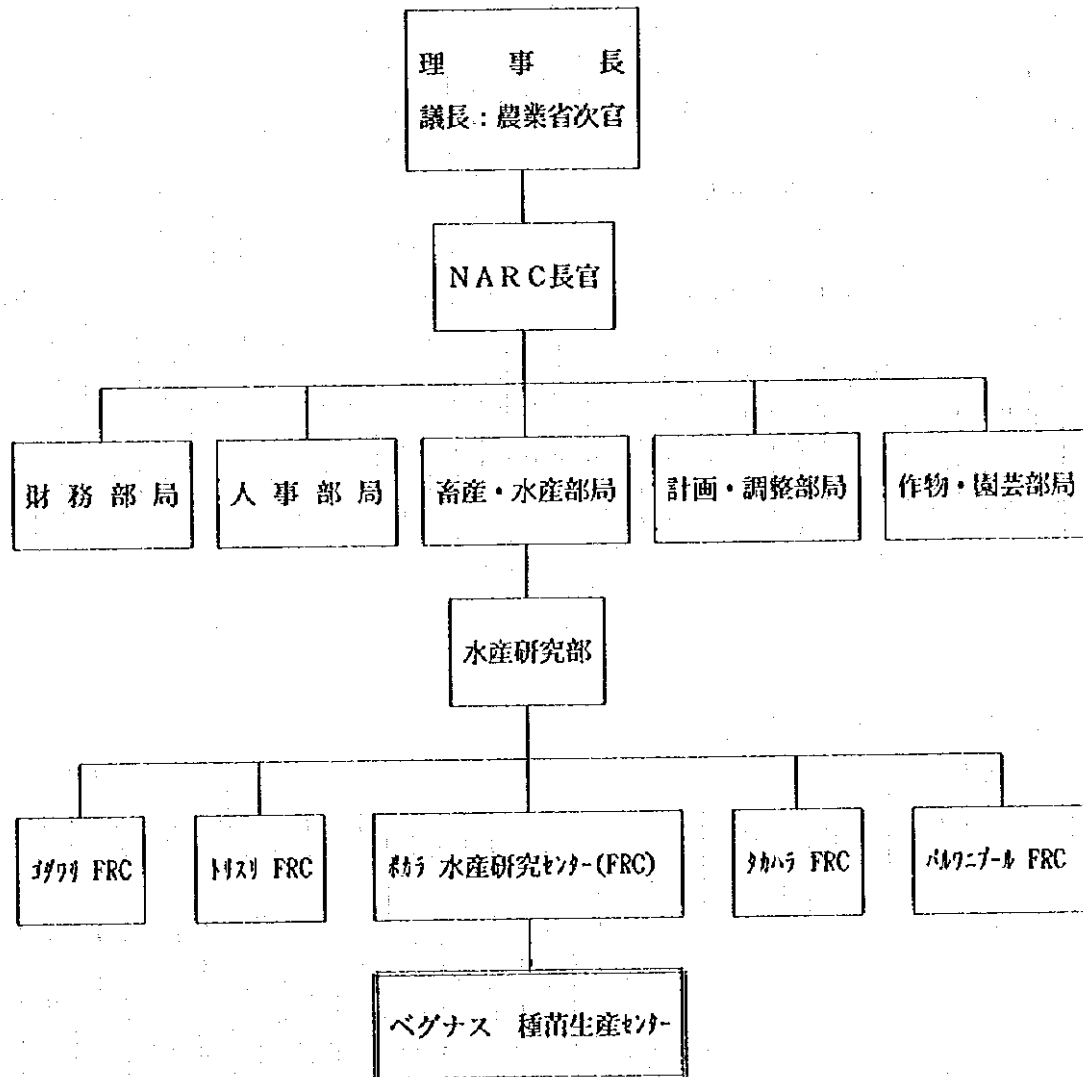 理事長
議長：農業省次官
NARC長官
財務部局
人事部局
畜産・水産部局
計画・調整部局
作物・園芸部局
水産研究部
ゴダワリ FRC
トリスリ FRC
ポカラ 水産研究センター(FRC)
タカハラ FRC
パルワニプール FRC
ベグナス 種苗生産センター